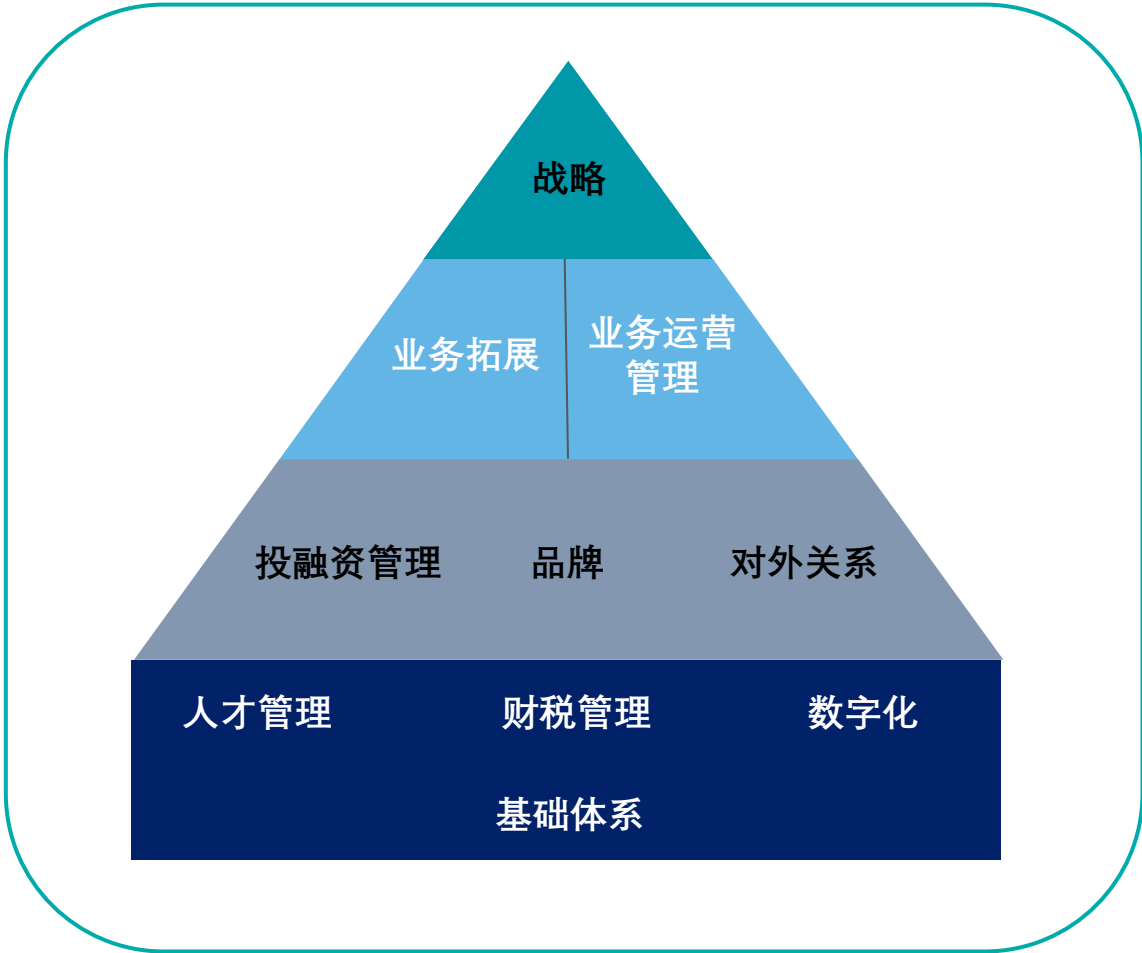 战略
业务拓展
业务运营
管理
投融资管理 品牌 对外关系
人才管理 财税管理 数字化
基础体系